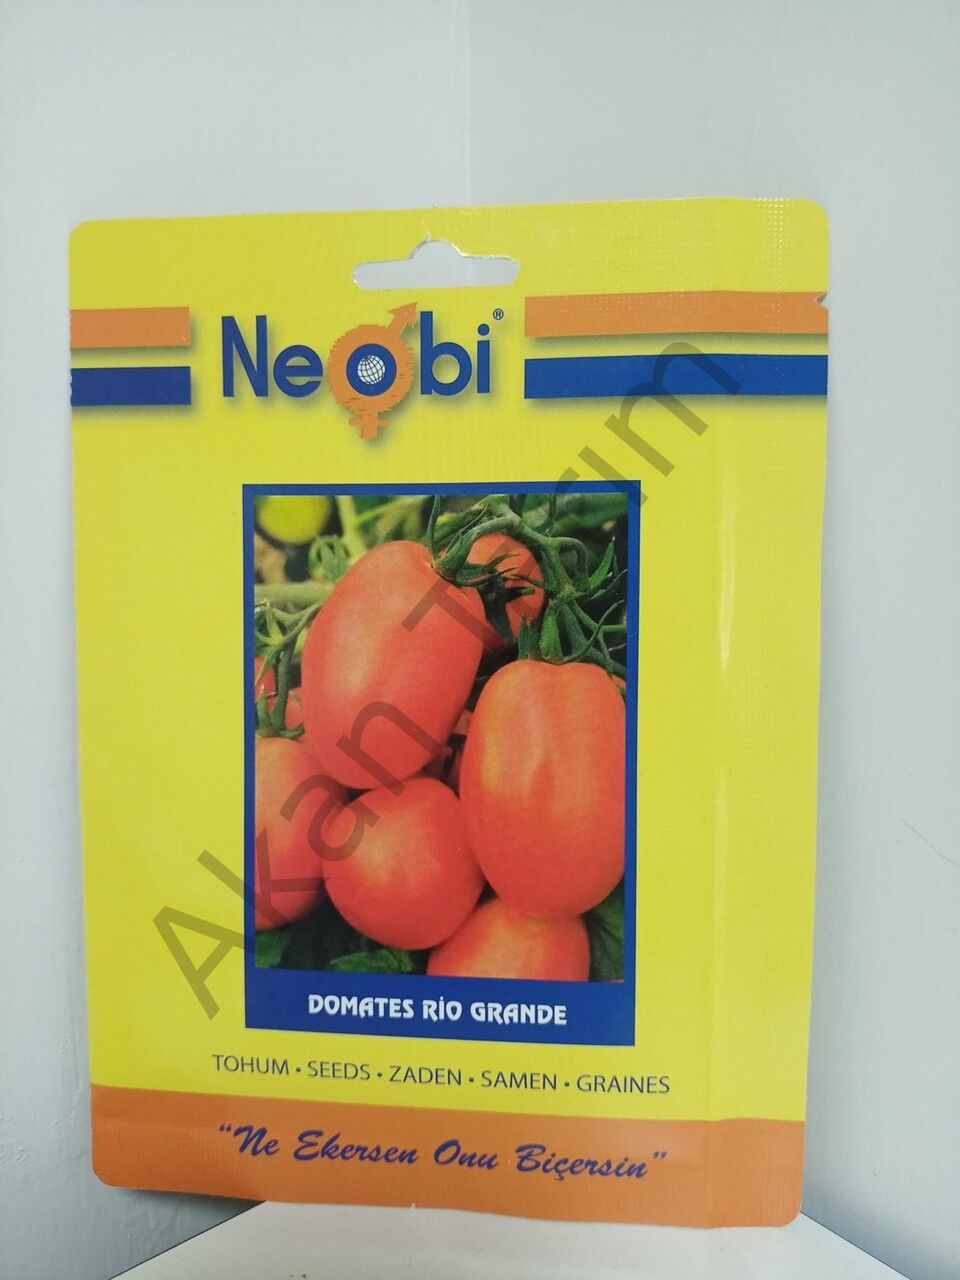 Neobi®
DOMATES RİO GRANDE
TOHUM • SEEDS • ZADEN • SAMEN • GRAINES
“Ne Ekersen Onu Biçersin”
Akan Tarım